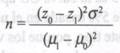 n = (z₀ - z₁)²σ² / (μ₁ - μ₀)²